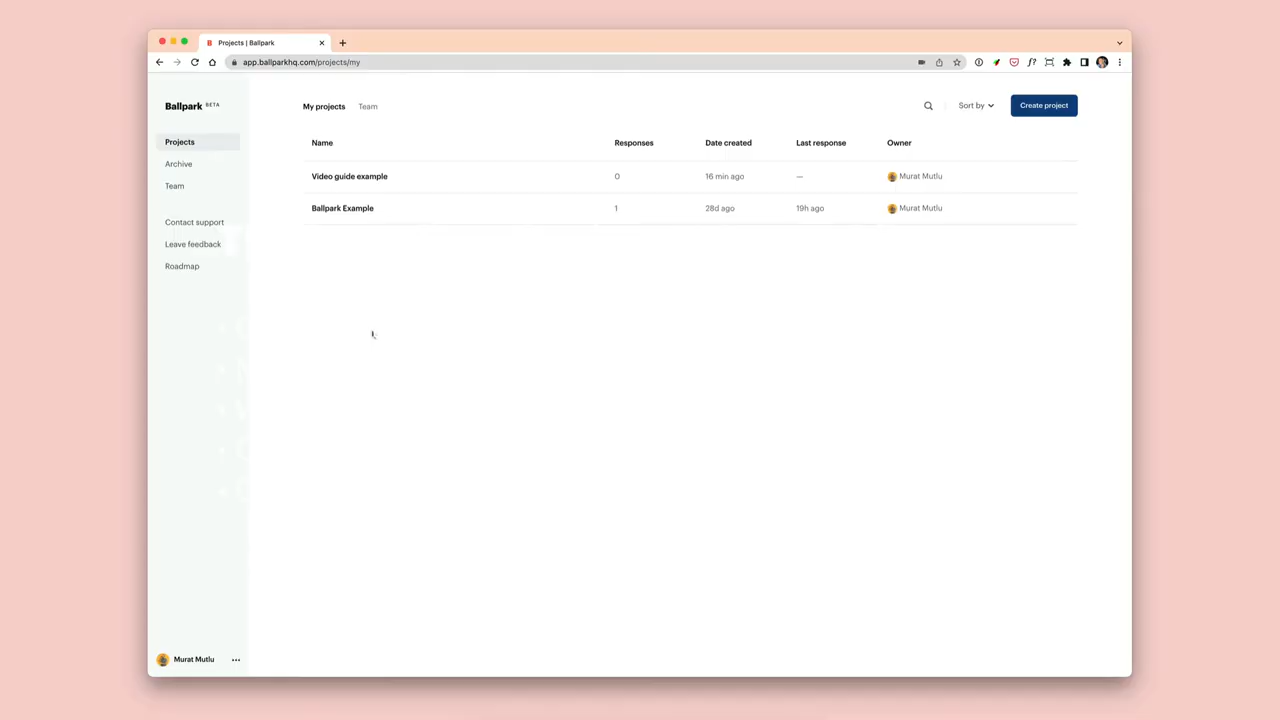 Projects | Ballpark
app.ballparkhq.com/projects/my
Ballpark BETA
My projects Team
Sort by
Create project
Projects
Archive
Team
Contact support
Leave feedback
Roadmap
Name Responses Date created Last response Owner
Video guide example 0 16 min ago — Murat Mutlu
Ballpark Example 1 28d ago 19h ago Murat Mutlu
Murat Mutlu